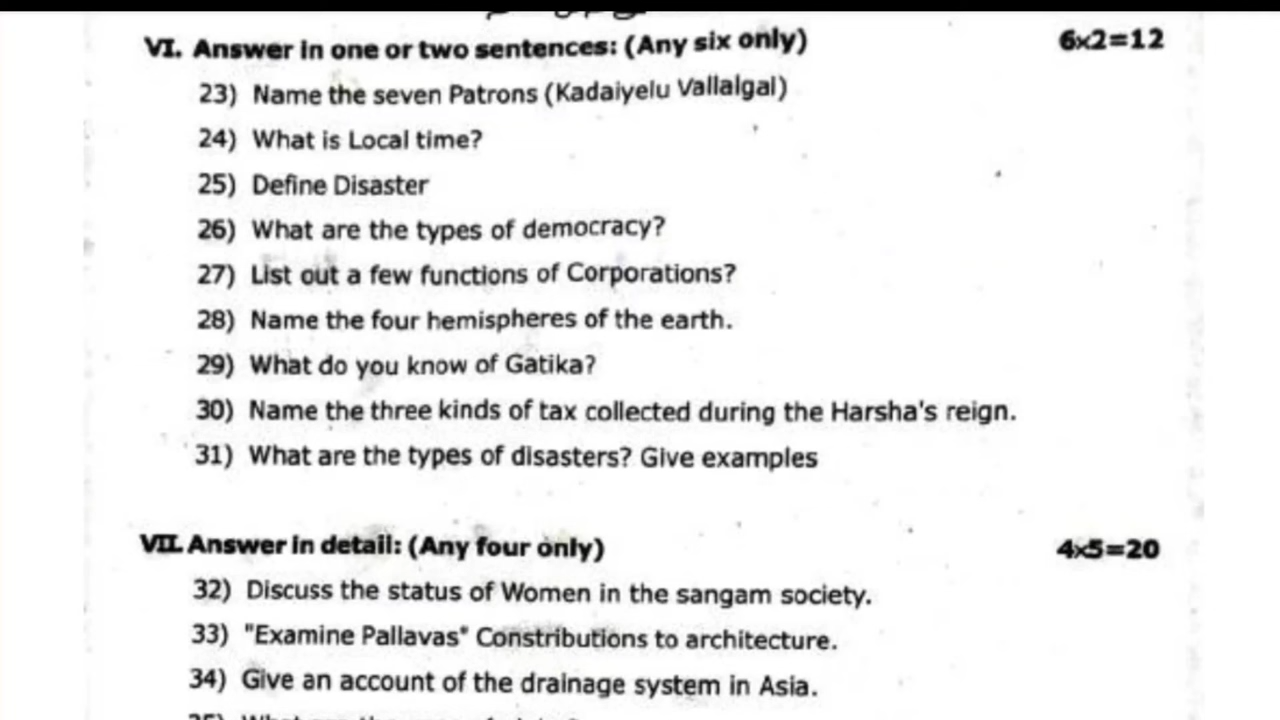 VI. Answer in one or two sentences: (Any six only) 6×2=12
23) Name the seven Patrons (Kadaiyelu Vallalgal)
24) What is Local time?
25) Define Disaster
26) What are the types of democracy?
27) List out a few functions of Corporations?
28) Name the four hemispheres of the earth.
29) What do you know of Gatika?
30) Name the three kinds of tax collected during the Harsha's reign.
31) What are the types of disasters? Give examples
VII. Answer in detail: (Any four only) 4×5=20
32) Discuss the status of Women in the sangam society.
33) "Examine Pallavas" Constributions to architecture.
34) Give an account of the drainage system in Asia.